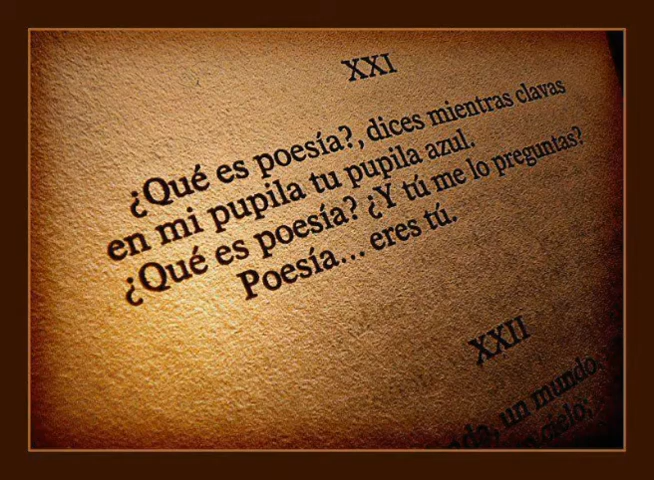 XXI
¿Qué es poesía?, dices mientras clavas
en mi pupila tu pupila azul.
¿Qué es poesía? ¿Y tú me lo preguntas?
Poesía... eres tú.
XXII
un mundo.
cielo;